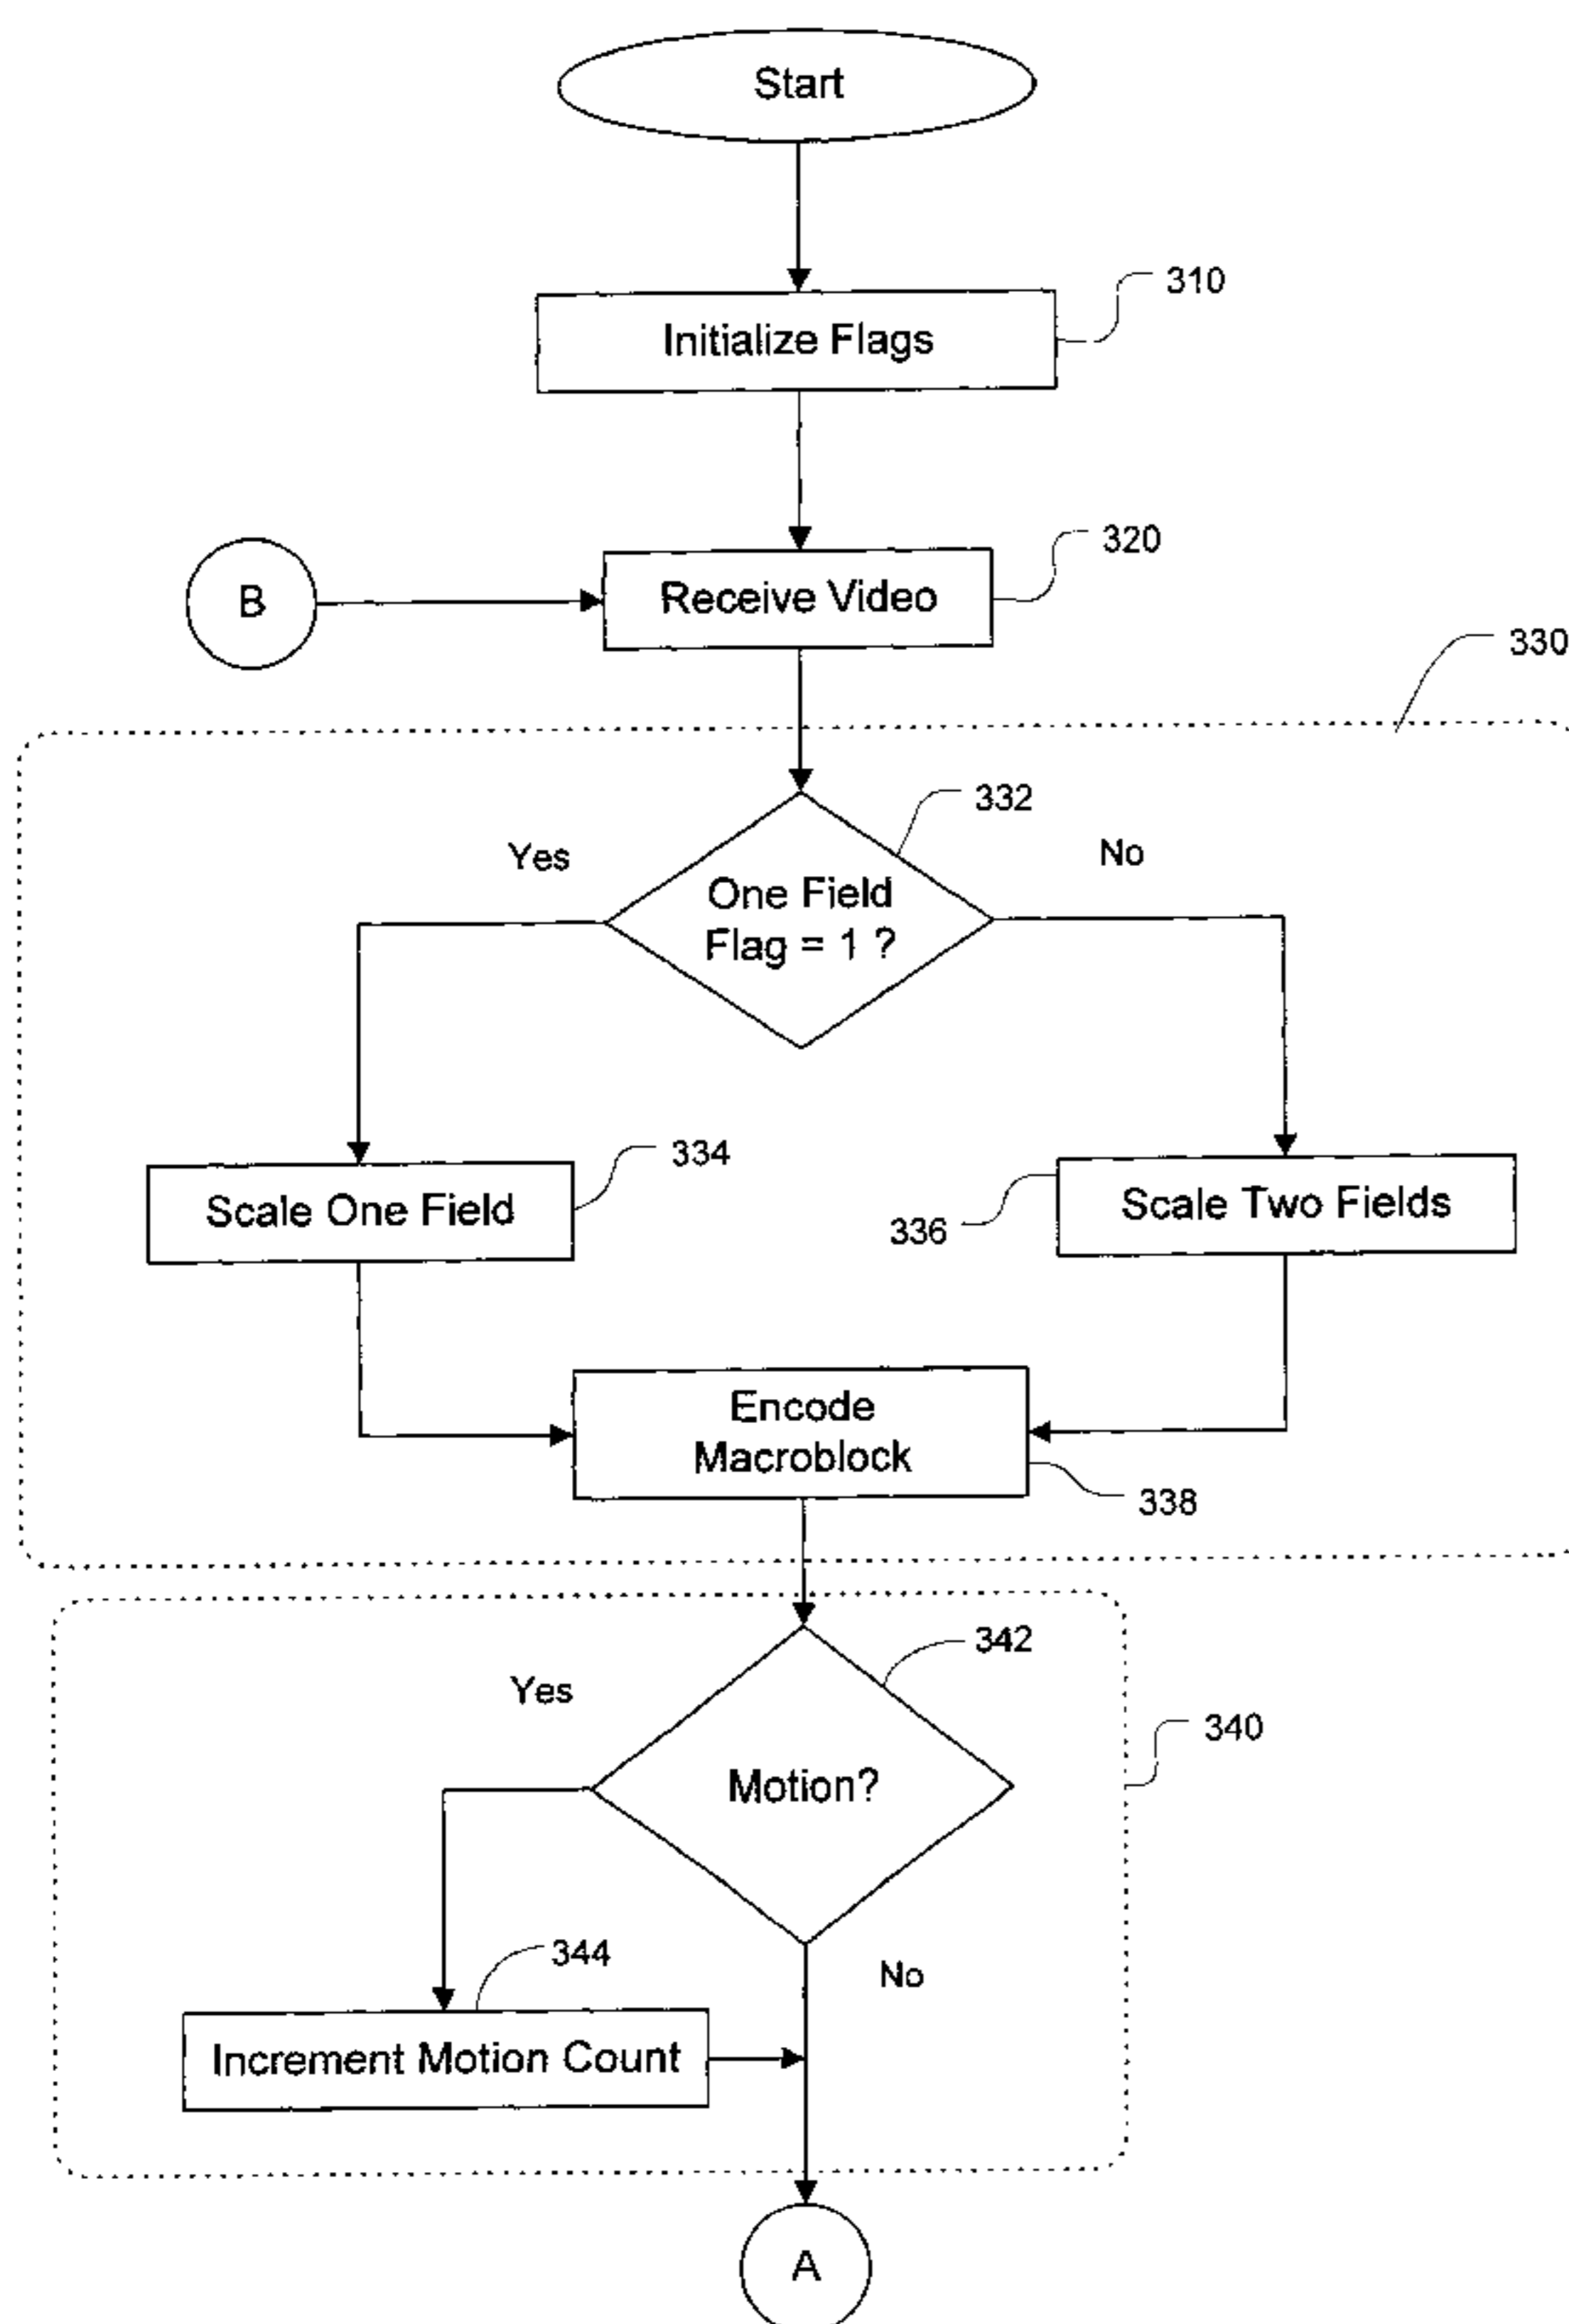 Start
310
Initialize Flags
320
B
Receive Video
330
332
Yes
No
One Field
Flag = 1 ?
334
Scale One Field
336
Scale Two Fields
Encode
Macroblock
338
342
Yes
340
Motion?
344
No
Increment Motion Count
A